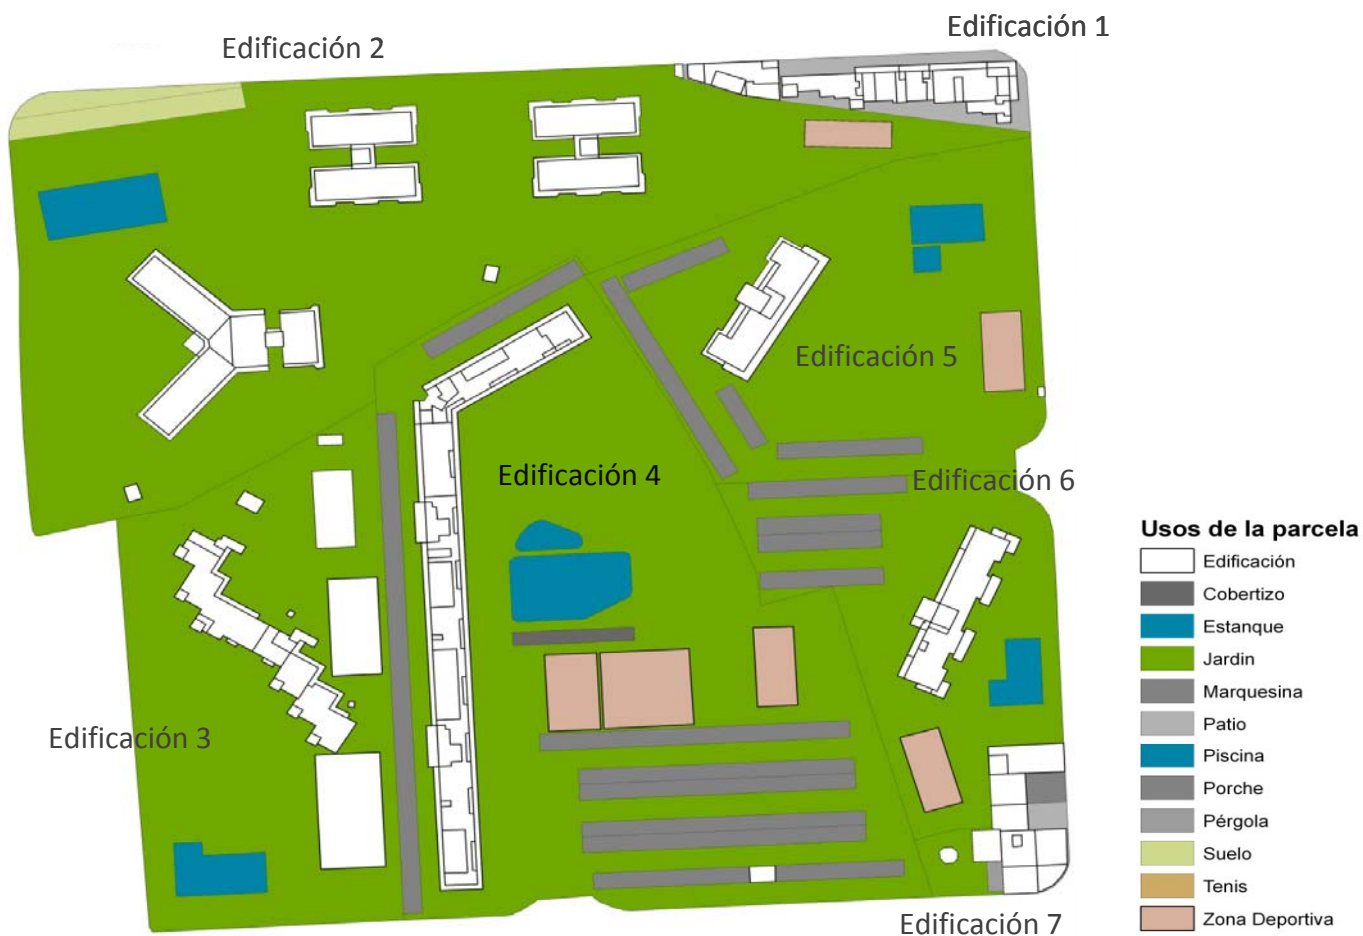 Edificación 1
Edificación 2
Edificación 5
Edificación 4
Edificación 6
Edificación 3
Edificación 7
Usos de la parcela
Edificación
Cobertizo
Estanque
Jardin
Marquesina
Patio
Piscina
Porche
Pérgola
Suelo
Tenis
Zona Deportiva